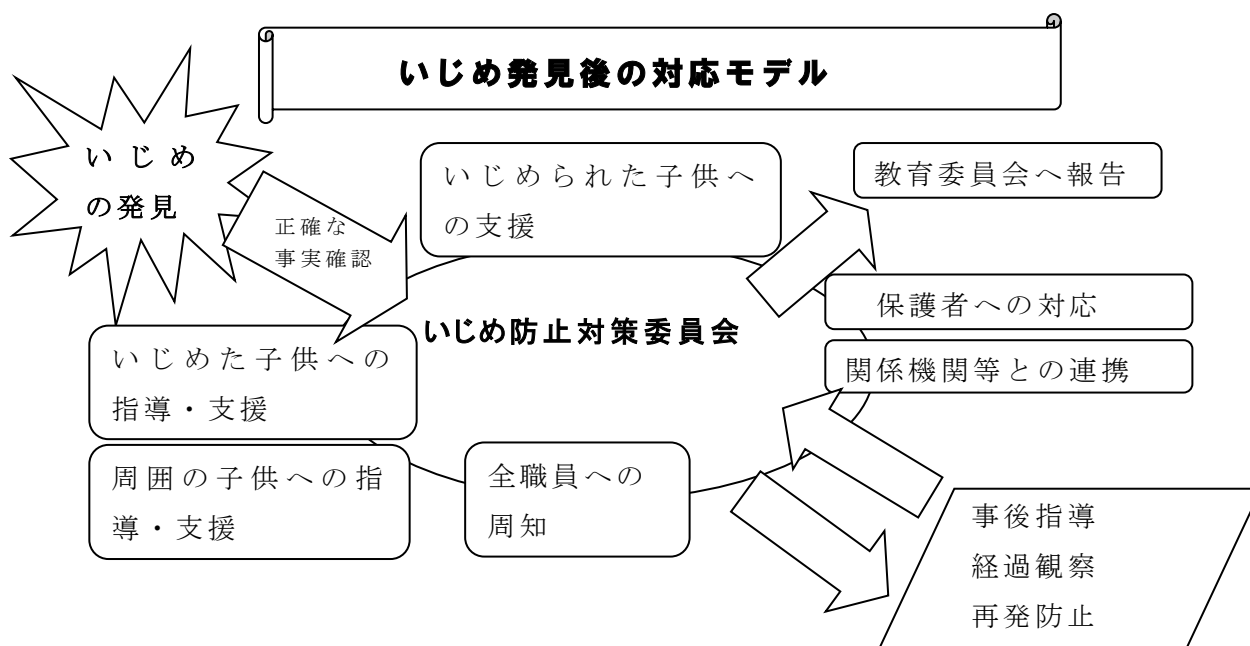 いじめ発見後の対応モデル
いじめ
の発見
正確な
事実確認
いじめられた子供へ
の支援
教育委員会へ報告
保護者への対応
関係機関等との連携
いじめ防止対策委員会
いじめた子供への
指導・支援
周囲の子供への指
導・支援
全職員への
周知
事後指導
経過観察
再発防止